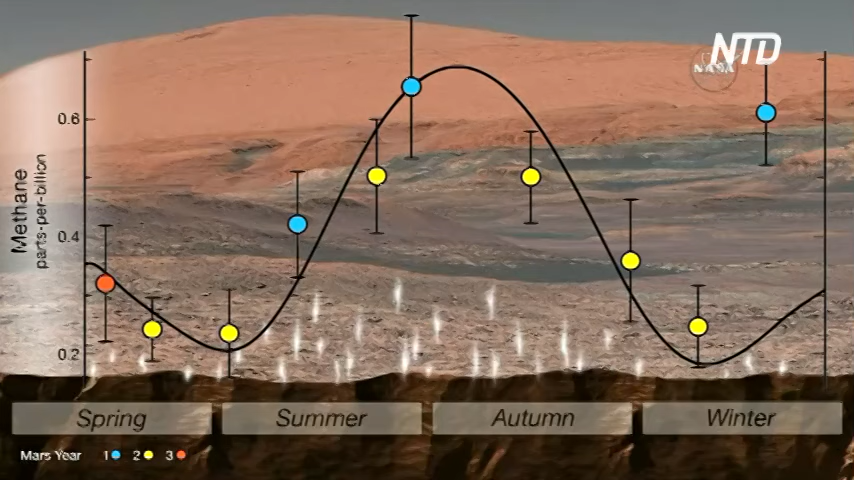 NTD
NASA
Methane
parts-per-billion
0.6
0.4
0.2
Spring Summer Autumn Winter
Mars Year 1 2 3